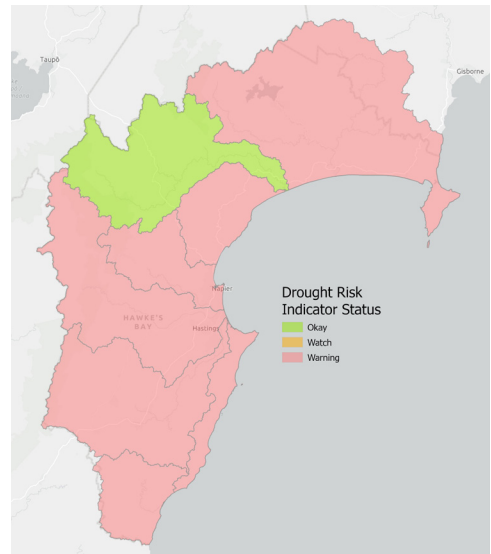 Taupō
Gisborne
Napier
HAWKE'S
BAY
Hastings
Drought Risk
Indicator Status
Okay
Watch
Warning